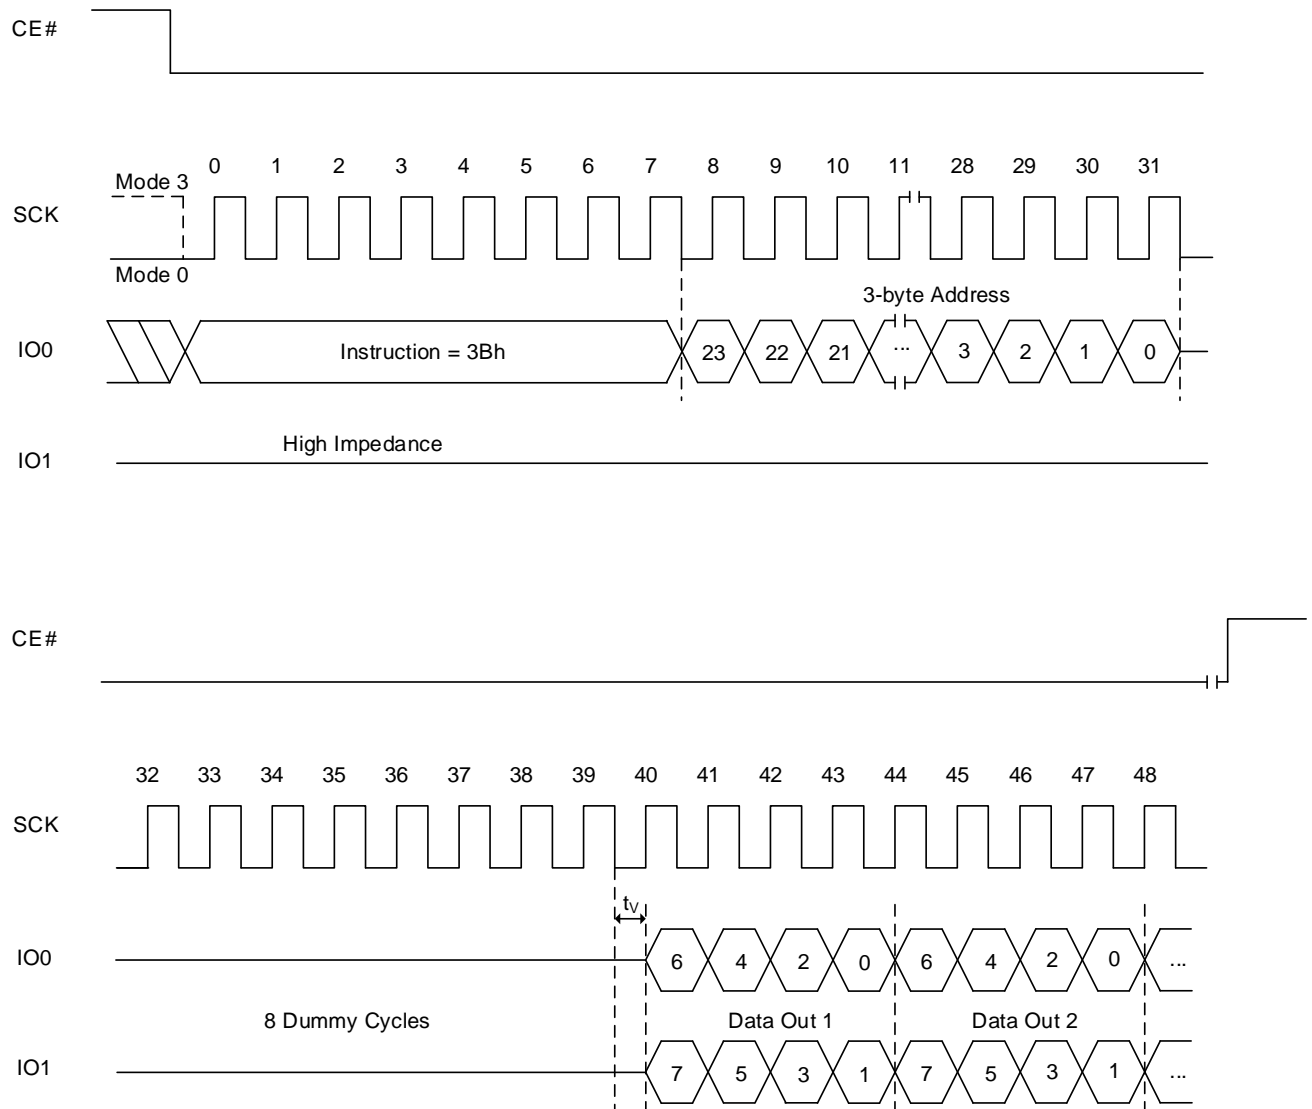 CE#
0 1 2 3 4 5 6 7 8 9 10 11 28 29 30 31
Mode 3
SCK
Mode 0
3-byte Address
IO0 Instruction = 3Bh 23 22 21 ... 3 2 1 0
High Impedance
IO1
CE#
32 33 34 35 36 37 38 39 40 41 42 43 44 45 46 47 48
SCK
tV
IO0 6 4 2 0 6 4 2 0 ...
8 Dummy Cycles Data Out 1 Data Out 2
IO1 7 5 3 1 7 5 3 1 ...